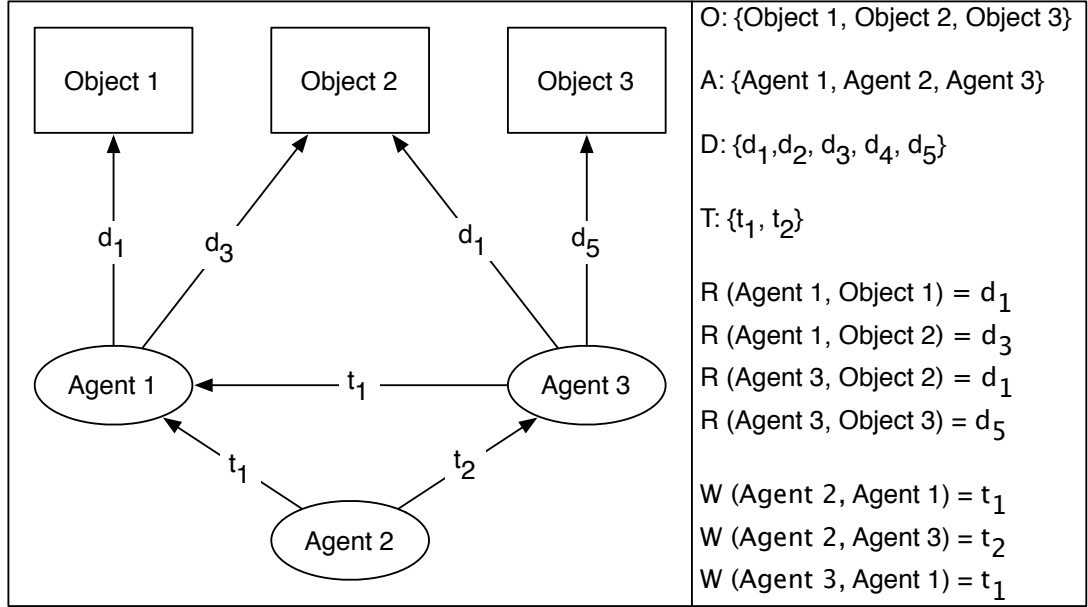 Object 1
Object 2
Object 3
d1
d3
d1
d5
Agent 1
t1
Agent 3
t1
t2
Agent 2
O: {Object 1, Object 2, Object 3}
A: {Agent 1, Agent 2, Agent 3}
D: {d1,d2, d3, d4, d5}
T: {t1, t2}
R (Agent 1, Object 1) = d1
R (Agent 1, Object 2) = d3
R (Agent 3, Object 2) = d1
R (Agent 3, Object 3) = d5
W (Agent 2, Agent 1) = t1
W (Agent 2, Agent 3) = t2
W (Agent 3, Agent 1) = t1